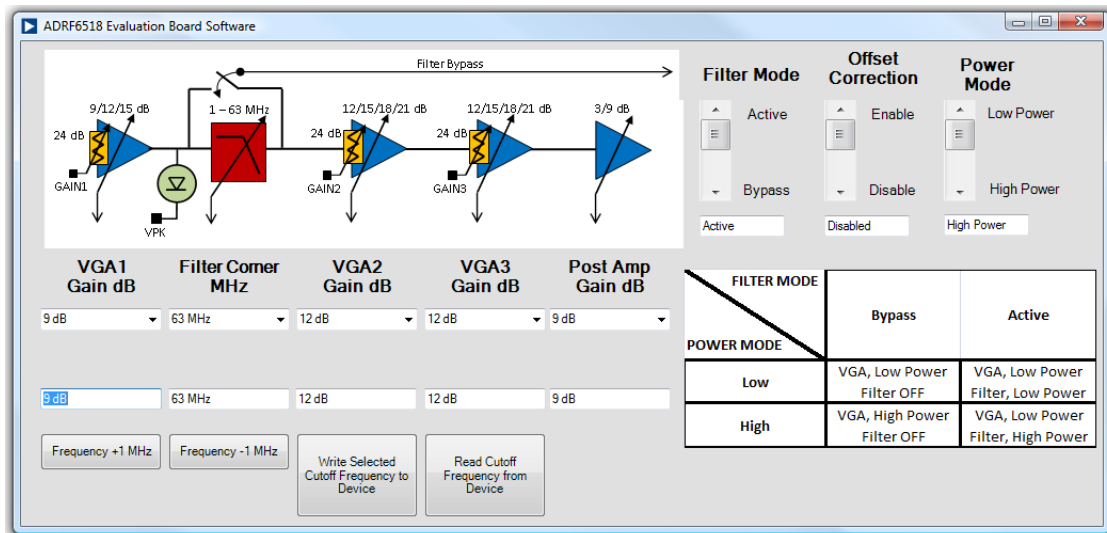 ADRF6518 Evaluation Board Software
Filter Bypass
9/12/15 dB
1 – 63 MHz
12/15/18/21 dB
12/15/18/21 dB
3/9 dB
24 dB
24 dB
24 dB
GAIN1
GAIN2
GAIN3
VPK
Filter Mode
Active
Bypass
Active
Offset
Correction
Enable
Disable
Disabled
Power
Mode
Low Power
High Power
High Power
VGA1
Gain dB
Filter Corner
MHz
VGA2
Gain dB
VGA3
Gain dB
Post Amp
Gain dB
9 dB
63 MHz
12 dB
12 dB
9 dB
9 dB
63 MHz
12 dB
12 dB
9 dB
Frequency +1 MHz
Frequency -1 MHz
Write Selected
Cutoff Frequency to
Device
Read Cutoff
Frequency from
Device
FILTER MODE
POWER MODE
Bypass
Active
Low
VGA, Low Power
Filter OFF
VGA, Low Power
Filter, Low Power
High
VGA, High Power
Filter OFF
VGA, Low Power
Filter, High Power